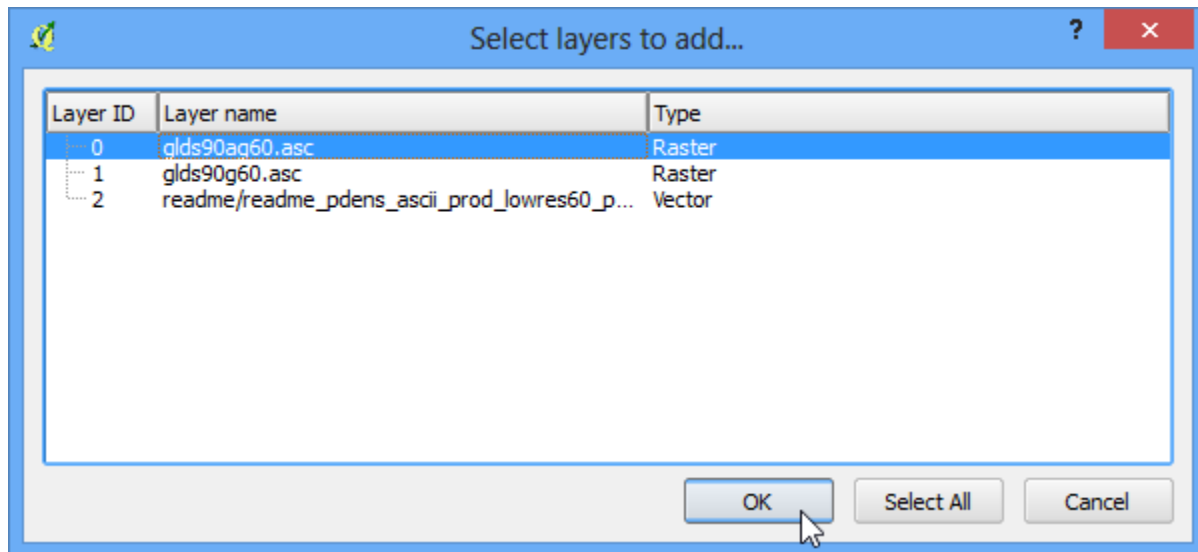 Select layers to add...
?
Layer ID Layer name Type
0 glds90ag60.asc Raster
1 glds90g60.asc Raster
2 readme/readme_pdens_ascii_prod_lowres60_p... Vector
OK Select All Cancel